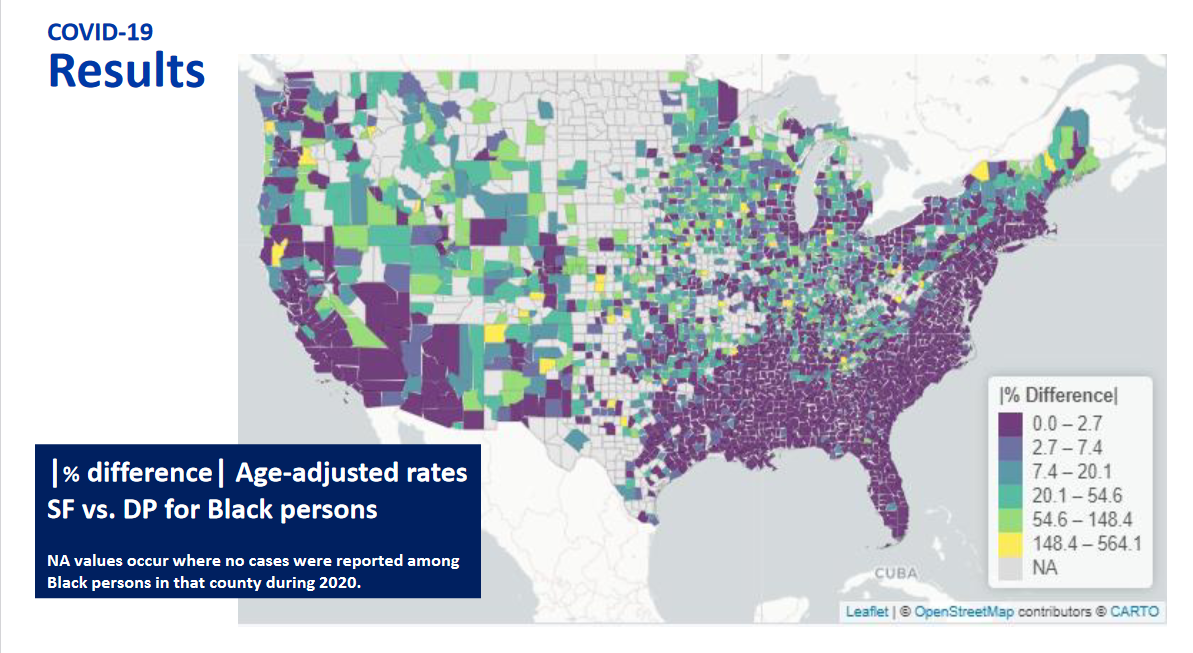 COVID-19
Results
|% difference| Age-adjusted rates
SF vs. DP for Black persons
NA values occur where no cases were reported among
Black persons in that county during 2020.
|% Difference|
0.0 – 2.7
2.7 – 7.4
7.4 – 20.1
20.1 – 54.6
54.6 – 148.4
148.4 – 564.1
NA
CUBA
Leaflet | © OpenStreetMap contributors © CARTO